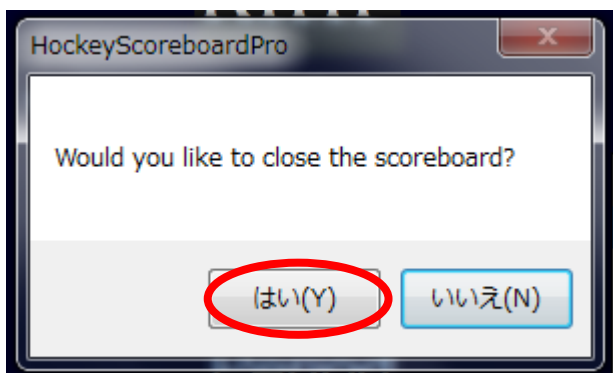 HockeyScoreboardPro
Would you like to close the scoreboard?
はい(Y) いいえ(N)